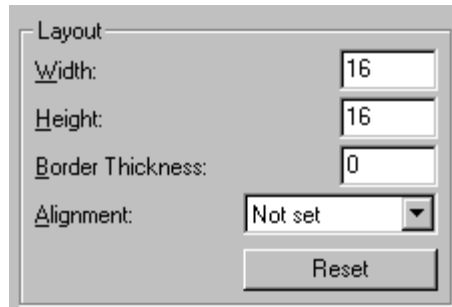 Layout
Width: 16
Height: 16
Border Thickness: 0
Alignment: Not set
Reset